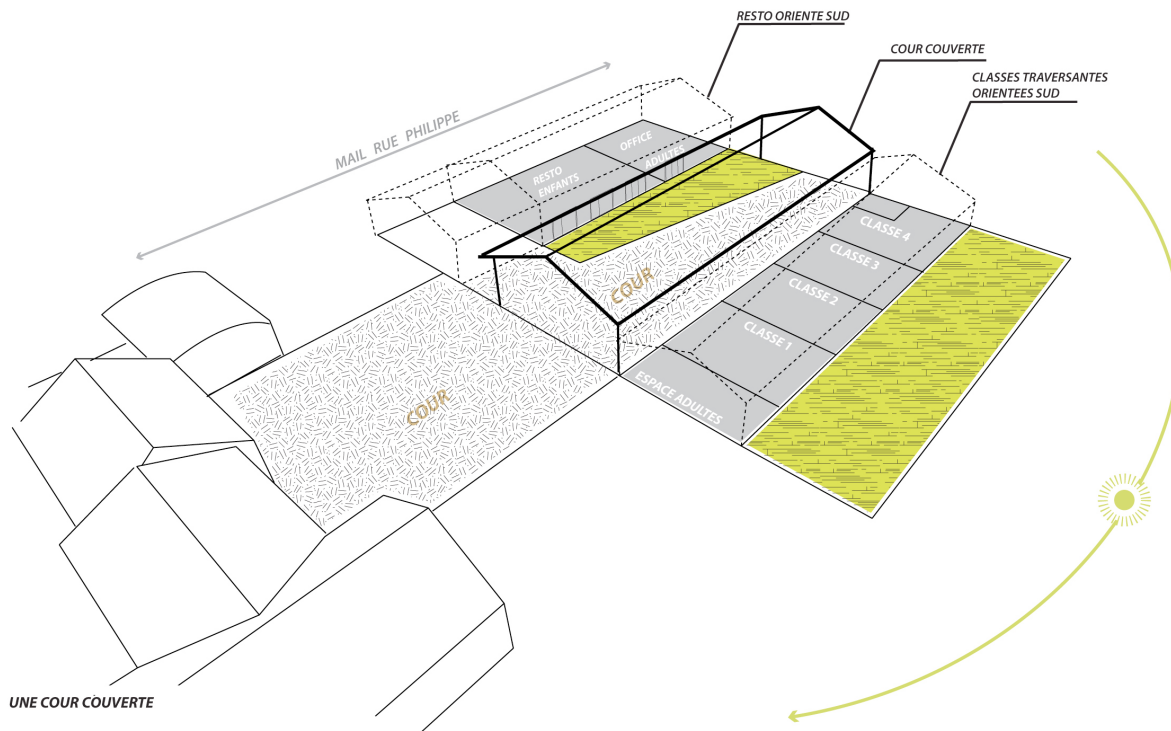 RESTO ORIENTE SUD
COUR COUVERTE
CLASSES TRAVERSANTES
ORIENTEES SUD
MAIL RUE PHILIPPE
OFFICE
ADULTES
RESTO
ENFANTS
CLASSE 4
CLASSE 3
CLASSE 2
CLASSE 1
ESPACE ADULTES
COUR
COUR
UNE COUR COUVERTE